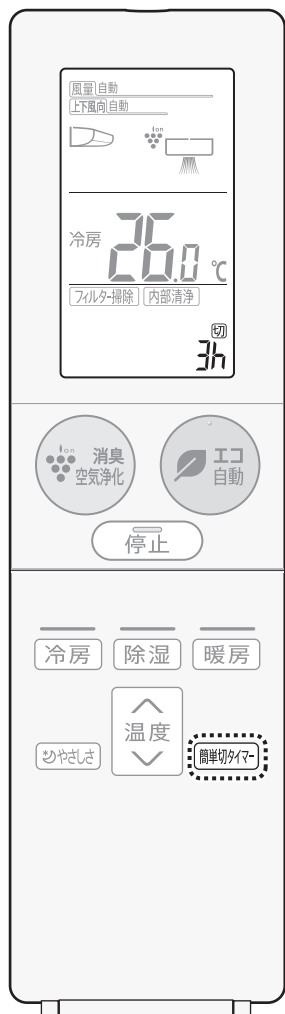 風量 自動
上下風向 自動
ion
冷房 26.0 ℃
フィルター掃除 内部清浄
切
3h
ion 消臭 空気浄化
エコ 自動
停止
冷房 除湿 暖房
温度
やさしさ 簡単切タイマー